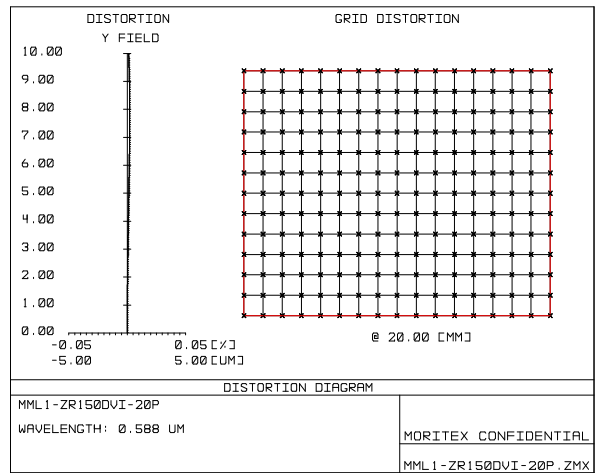 DISTORTION
Y FIELD
10.00
9.00
8.00
7.00
6.00
5.00
4.00
3.00
2.00
1.00
0.00
-0.05 0.05[%]
-5.00 5.00[UM]
GRID DISTORTION
@ 20.00 [MM]
DISTORTION DIAGRAM
MML1-ZR150DVI-20P
WAVELENGTH: 0.588 UM
MORITEX CONFIDENTIAL
MML1-ZR150DVI-20P.ZMX